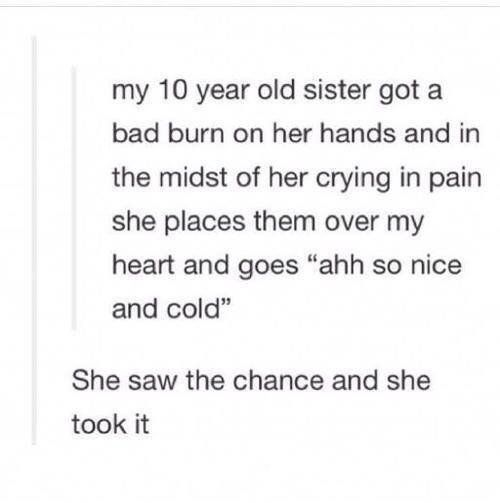 my 10 year old sister got a
bad burn on her hands and in
the midst of her crying in pain
she places them over my
heart and goes “ahh so nice
and cold”
She saw the chance and she
took it